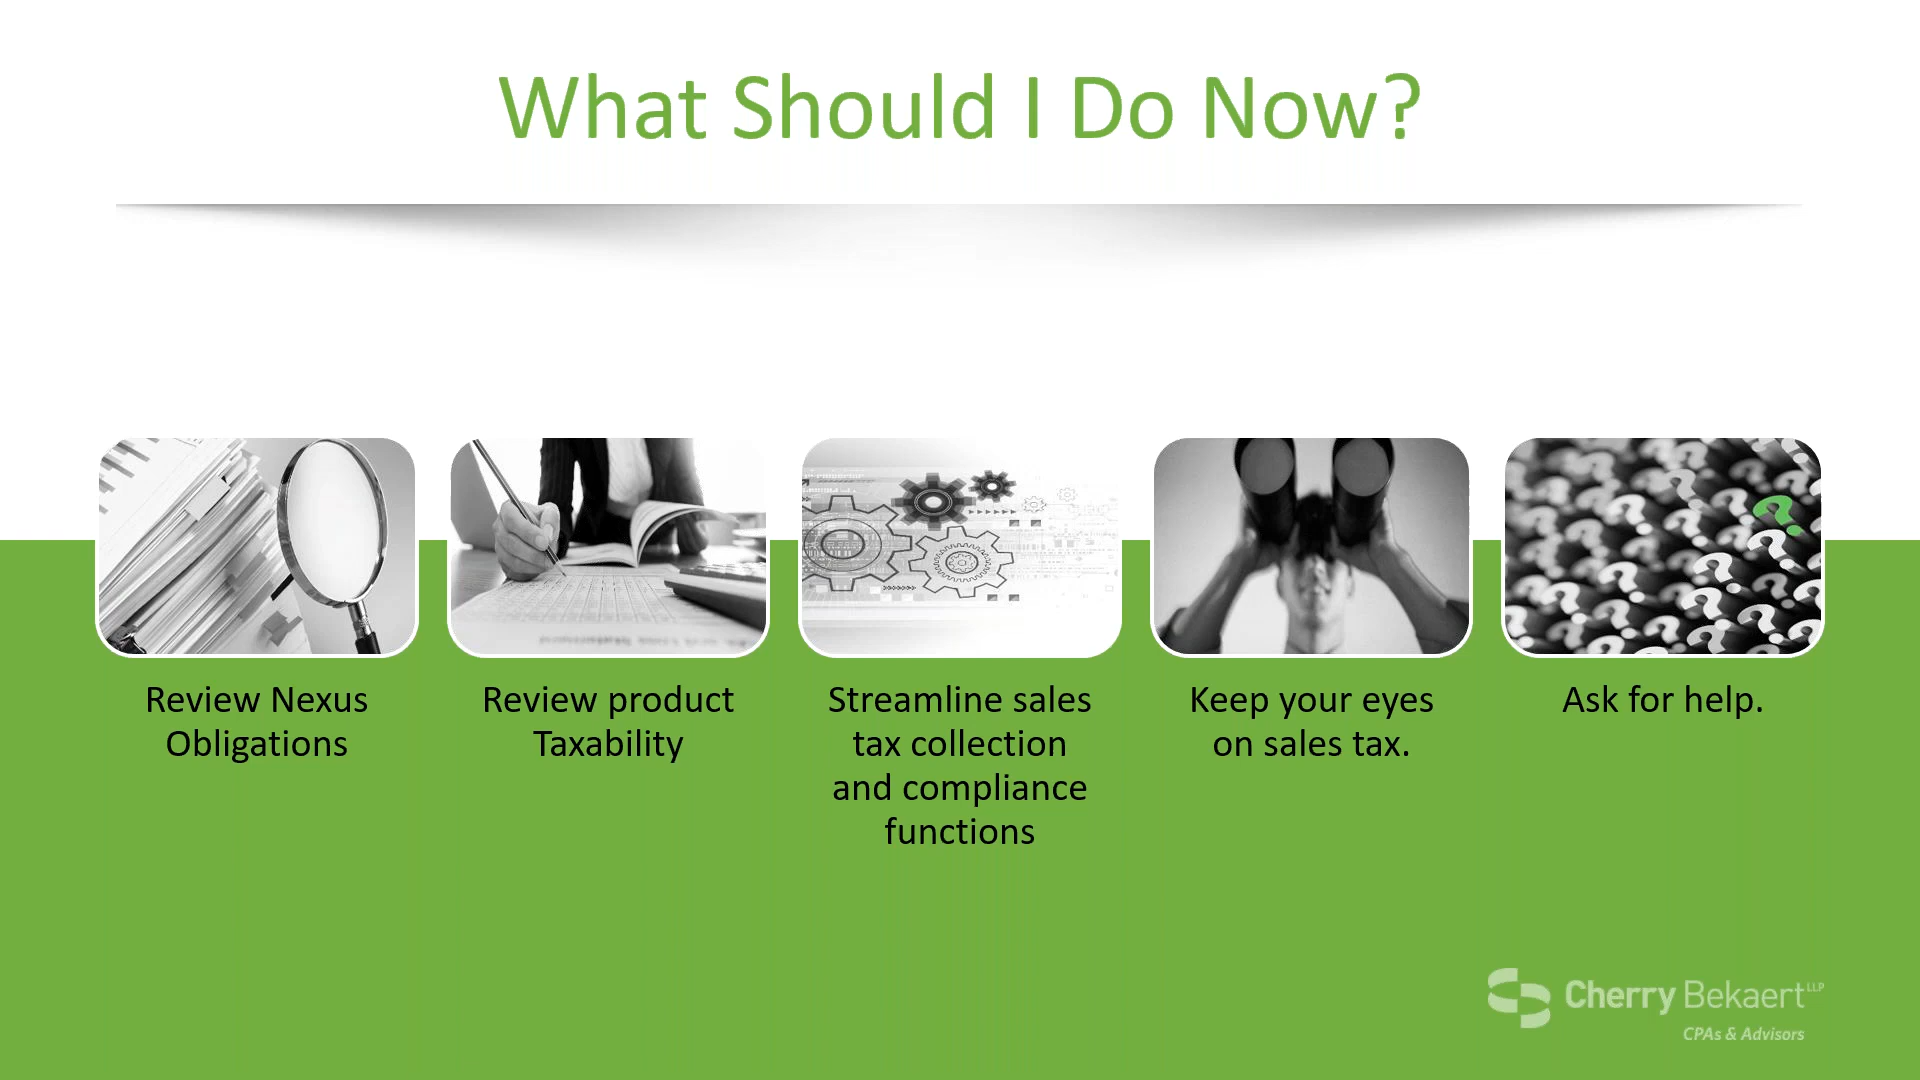 What Should I Do Now?
Review Nexus
Obligations
Review product
Taxability
Streamline sales
tax collection
and compliance
functions
Keep your eyes
on sales tax.
Ask for help.
Cherry Bekaert LLP
CPAs & Advisors